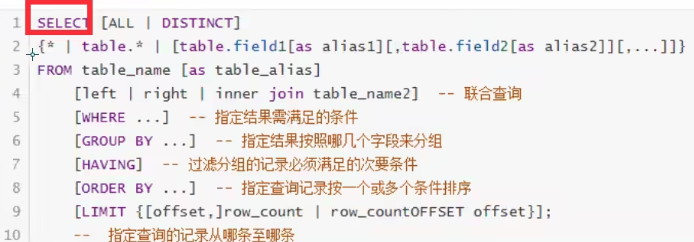 1 SELECT [ALL | DISTINCT]
2 {* | table.* | [table.field1[as alias1][,table.field2[as alias2]][,...]]}
3 FROM table_name [as table_alias]
4 [left | right | inner join table_name2] -- 联合查询
5 [WHERE ...] -- 指定结果需满足的条件
6 [GROUP BY ...] -- 指定结果按照哪几个字段来分组
7 [HAVING] -- 过滤分组的记录必须满足的次要条件
8 [ORDER BY ...] -- 指定查询记录按一个或多个条件排序
9 [LIMIT {[offset,]row_count | row_countOFFSET offset}];
10 -- 指定查询的记录从哪条至哪条